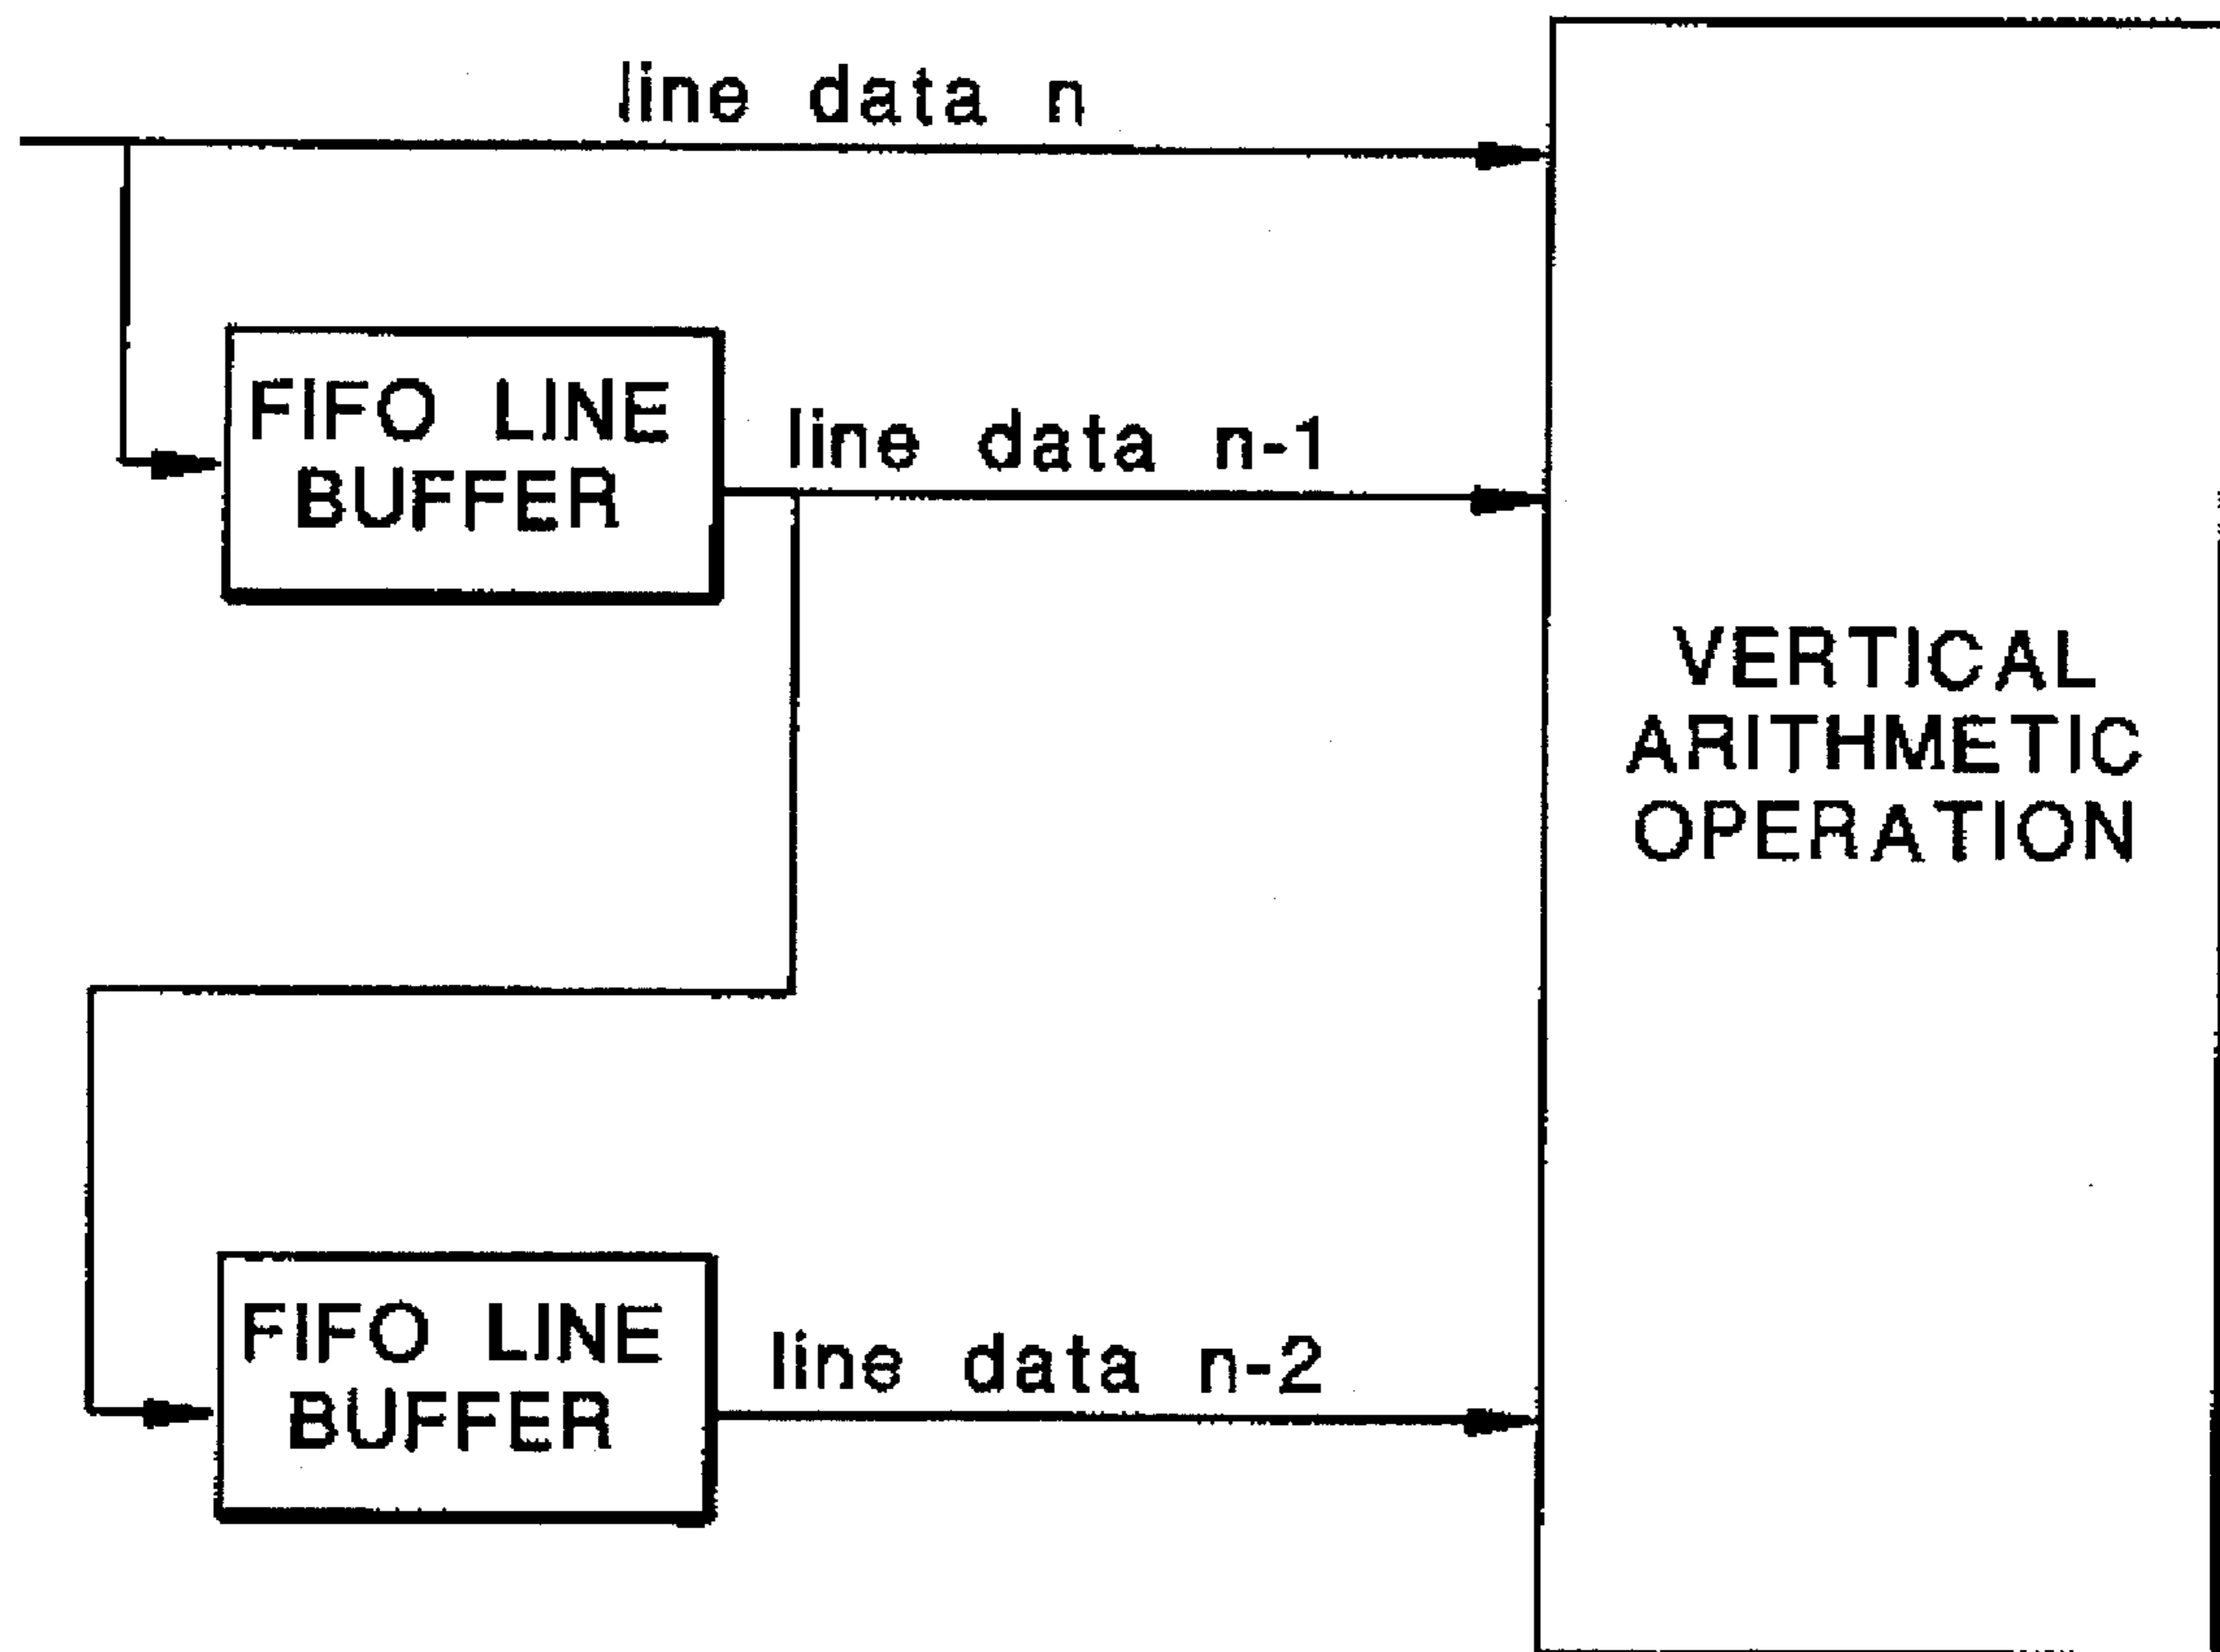 line data n
FIFO LINE
BUFFER
line data n-1
VERTICAL
ARITHMETIC
OPERATION
FIFO LINE
BUFFER
line data n-2